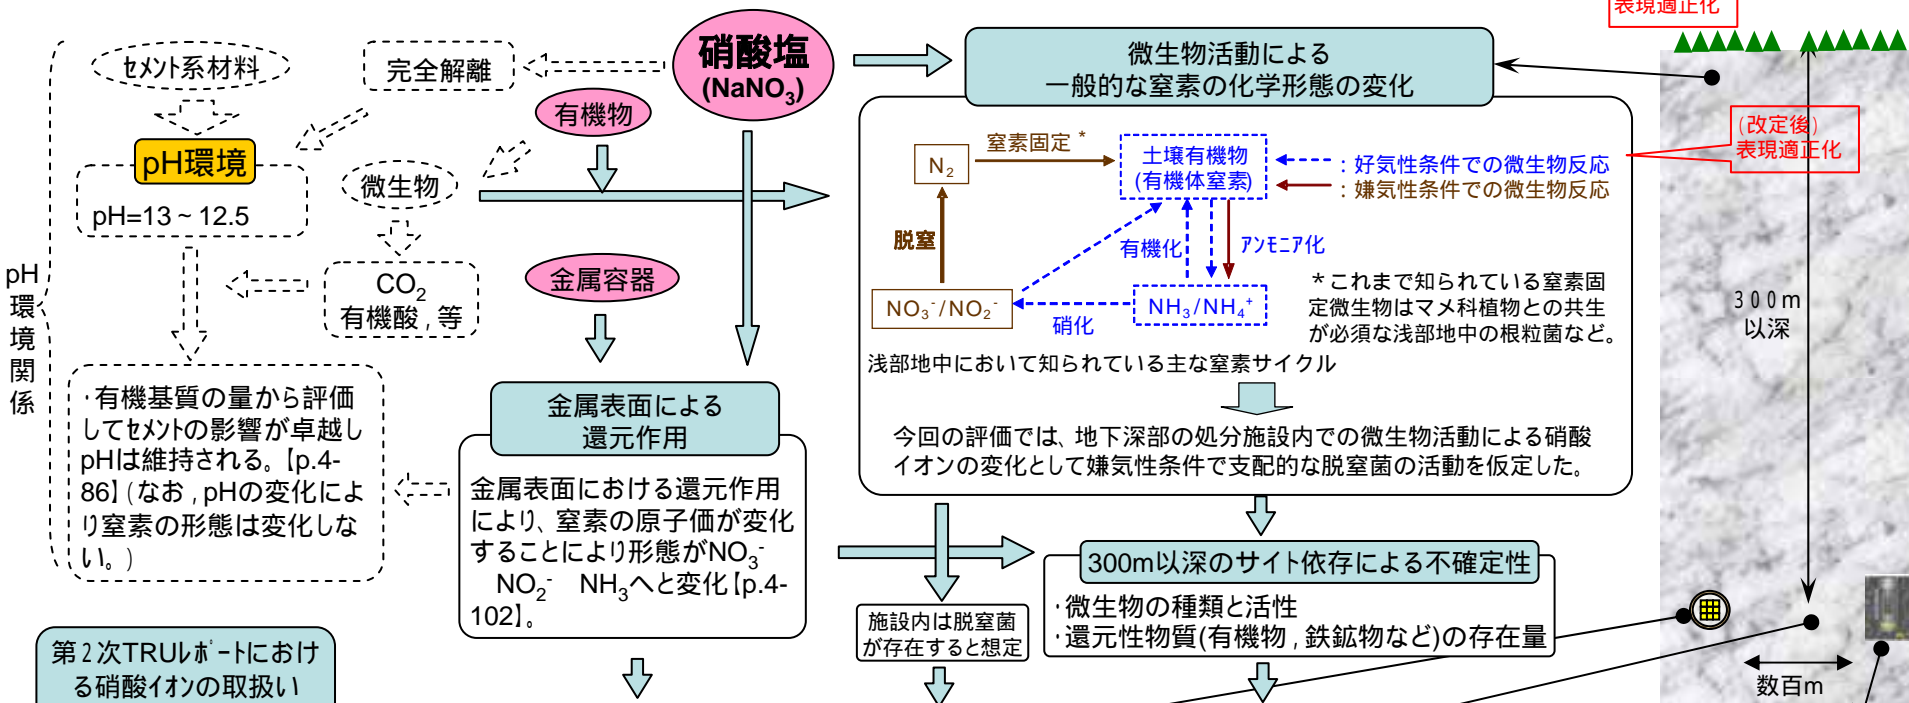 表現適正化
セメント系材料
完全解離
硝酸塩
(NaNO3)
有機物
pH環境
pH=13 ~ 12.5
微生物
CO2
有機酸,等
金属容器
pH
環
境
関
係
・有機基質の量から評価
してセメントの影響が卓越し
pHは維持される。【p.4-
86】(なお,pHの変化によ
り窒素の形態は変化しな
い。)
金属表面による
還元作用
金属表面における還元作用
により、窒素の原子価が変化
することにより形態がNO3-
NO2- NH3へと変化【p.4-
102】。
第2次TRUレポートにおけ
る硝酸イオンの取扱い
微生物活動による
一般的な窒素の化学形態の変化
N2
窒素固定 *
土壌有機物
(有機体窒素)
:好気性条件での微生物反応
:嫌気性条件での微生物反応
脱窒
有機化
アンモニア化
NO3-/NO2-
硝化
NH3/NH4+
*これまで知られている窒素固
定微生物はマメ科植物との共生
が必須な浅部地中の根粒菌など。
浅部地中において知られている主な窒素サイクル
今回の評価では、地下深部の処分施設内での微生物活動による硝酸
イオンの変化として嫌気性条件で支配的な脱窒菌の活動を仮定した。
施設内は脱窒菌
が存在すると想定
300m以深のサイト依存による不確定性
・微生物の種類と活性
・還元性物質(有機物,鉄鉱物など)の存在量
(改定後)
表現適正化
300m
以深
数百m